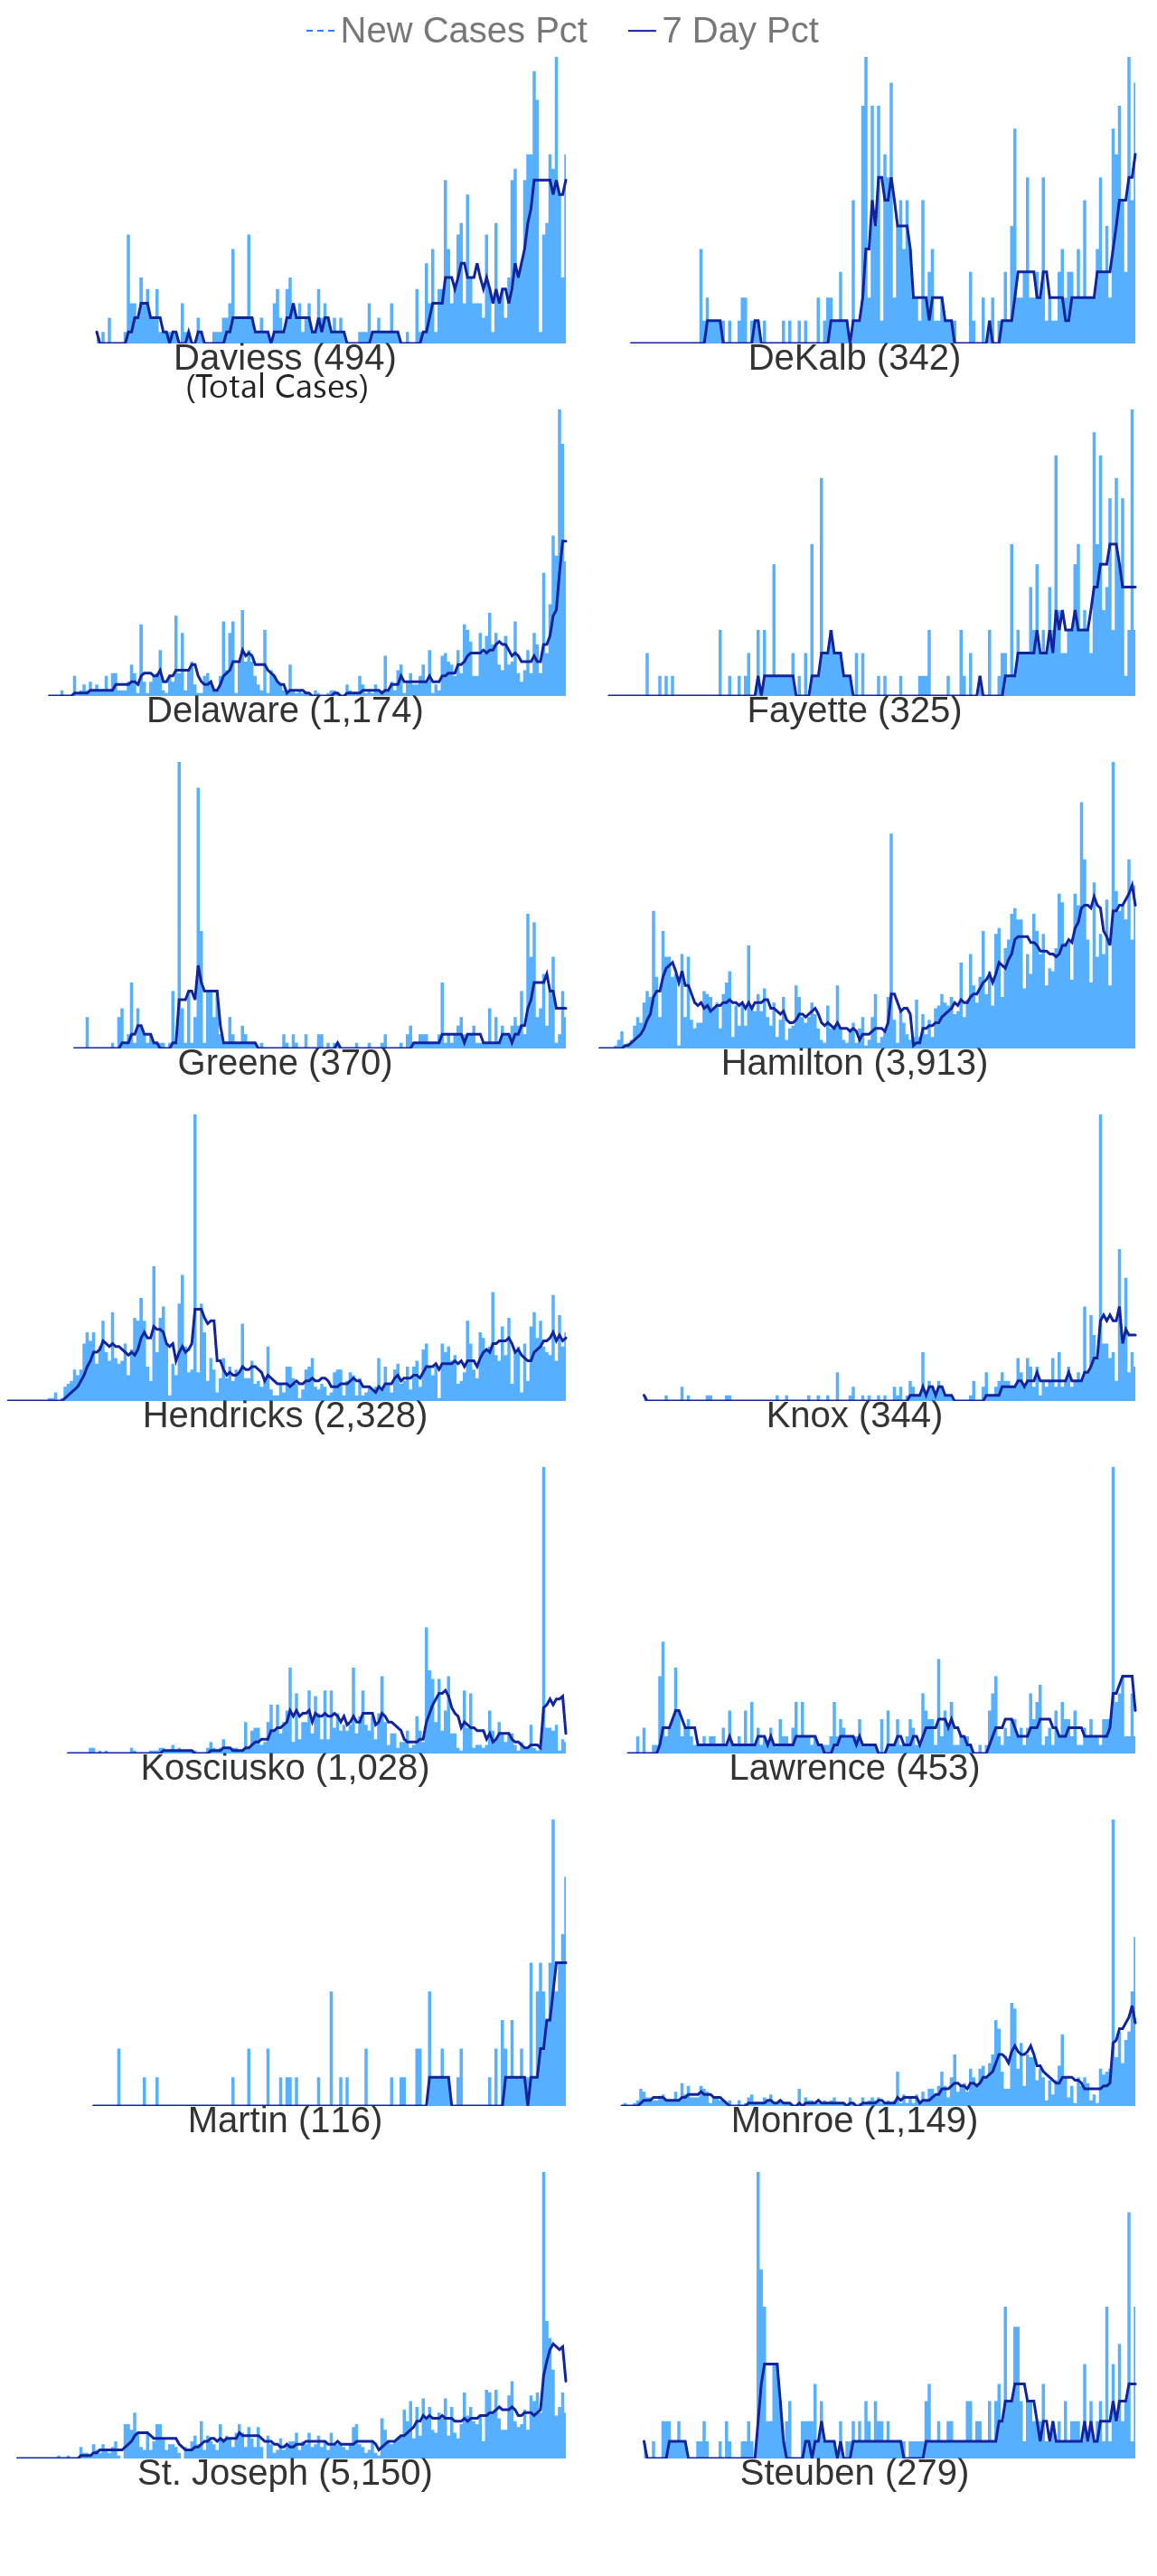 New Cases Pct 7 Day Pct
Daviess (494) DeKalb (342)
(Total Cases)
Delaware (1,174) Fayette (325)
Greene (370) Hamilton (3,913)
Hendricks (2,328) Knox (344)
Kosciusko (1,028) Lawrence (453)
Martin (116) Monroe (1,149)
St. Joseph (5,150) Steuben (279)